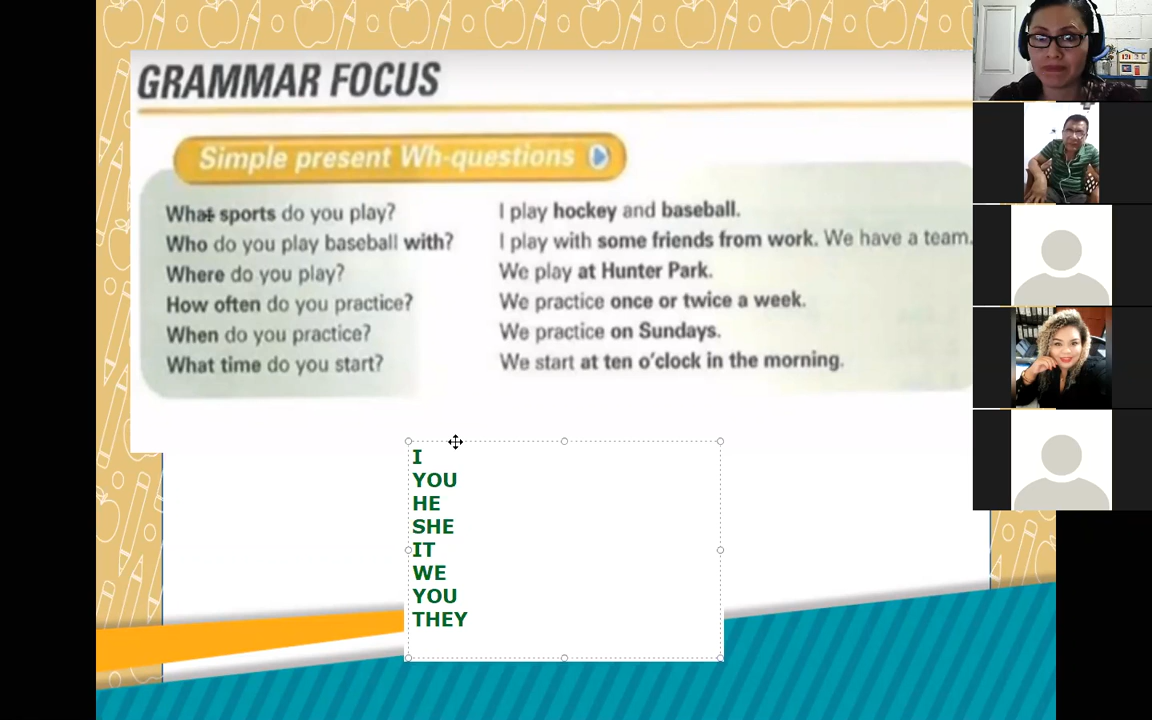 GRAMMAR FOCUS
Simple present Wh-questions
What sports do you play? I play hockey and baseball.
Who do you play baseball with? I play with some friends from work. We have a team.
Where do you play? We play at Hunter Park.
How often do you practice? We practice once or twice a week.
When do you practice? We practice on Sundays.
What time do you start? We start at ten o'clock in the morning.
I
YOU
HE
SHE
IT
WE
YOU
THEY